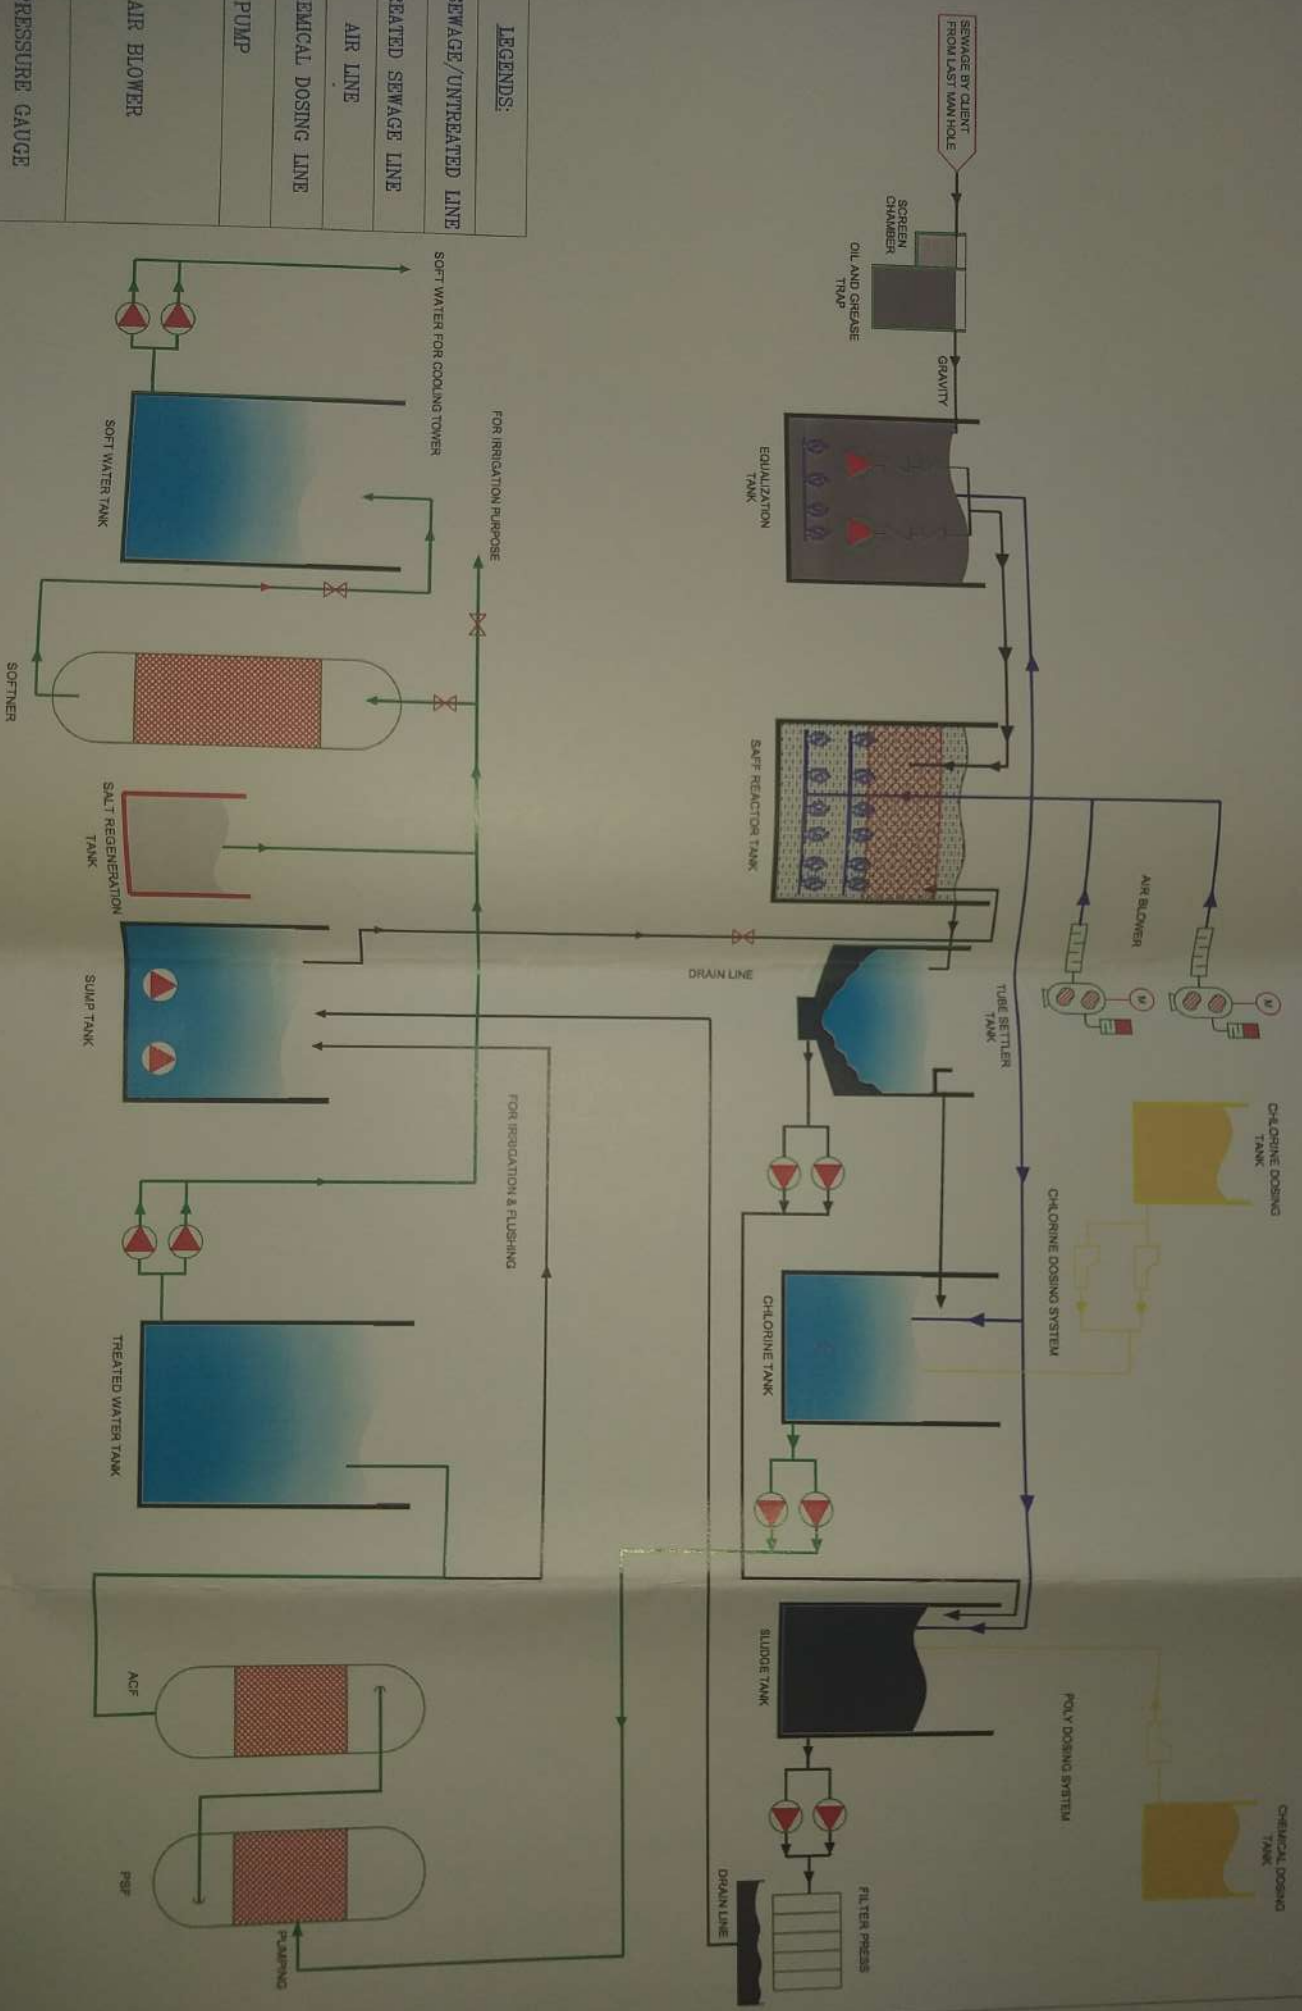 SEWAGE BY CLIENT
FROM LAST MAN HOLE
SCREEN
CHAMBER
OIL AND GREASE
TRAP
GRAVITY
EQUALIZATION
TANK
SAFF REACTOR TANK
AIR BLOWER
M
M
TUBE SETTLER
TANK
DRAIN LINE
CHLORINE DOSING
TANK
CHLORINE DOSING SYSTEM
CHLORINE TANK
SLUDGE TANK
POLY DOSING SYSTEM
CHEMICAL DOSING
TANK
FILTER PRESS
DRAIN LINE
LEGENDS:
SEWAGE/UNTREATED LINE
EATED SEWAGE LINE
AIR LINE
EMICAL DOSING LINE
PUMP
AIR BLOWER
RESSURE GAUGE
SOFT WATER FOR COOLING TOWER
FOR IRRIGATION PURPOSE
SOFT WATER TANK
SOFTNER
SALT REGENERATION
TANK
SUMP TANK
FOR IRRIGATION & FLUSHING
TREATED WATER TANK
ACF
PSF
PUMPING